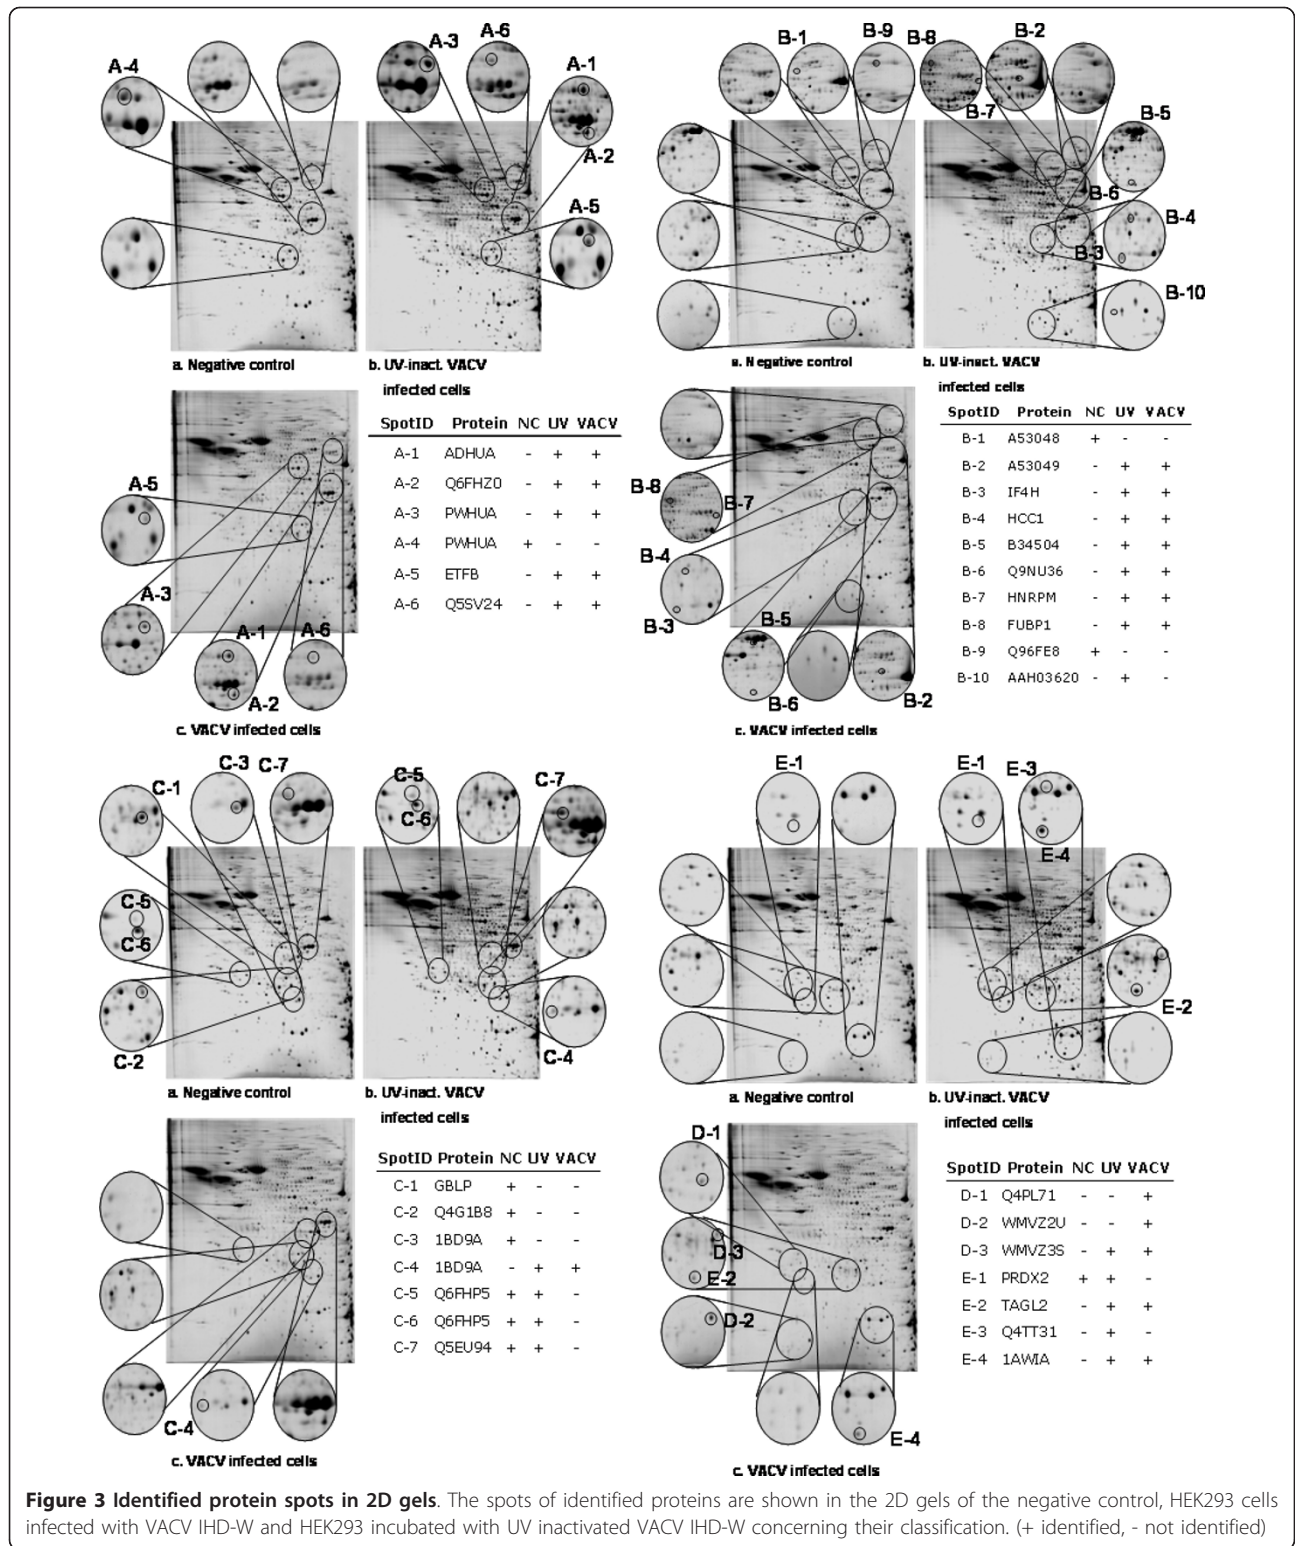 A-6
A-3
A-4
A-1
A-2
A-5
a. Negative control
b. UV-inact. VACV
infected cells
SpotID Protein NC UV VACV
A-1 ADHUA - + +
A-2 Q6FHZ0 - + +
A-3 PWHUA - + +
A-4 PWHUA + - -
A-5 ETFB - + +
A-6 Q5SV24 - + +
A-5
A-3
A-1
A-6
A-2
c. VACV infected cells
B-1
B-9
B-8
B-2
B-7
B-5
B-6
B-4
B-3
B-10
a. Negative control
b. UV-inact. VACV
infected cells
SpotID Protein NC UV VACV
B-1 A53048 + - -
B-2 A53049 - + +
B-3 IF4H - + +
B-4 HCC1 - + +
B-5 B34504 - + +
B-6 Q9NU36 - + +
B-7 HNRPM - + +
B-8 FUBP1 - + +
B-9 Q96FE8 + - -
B-10 AAH03620 - + -
B-8
B-7
B-4
B-3
B-5
B-6
B-2
c. VACV infected cells
C-3
C-7
C-1
C-5
C-6
C-2
C-5
C-6
C-7
C-4
a. Negative control
b. UV-inact. VACV
infected cells
SpotID Protein NC UV VACV
C-1 GBLP + - -
C-2 Q4G1B8 + - -
C-3 1BD9A + - -
C-4 1BD9A - + +
C-5 Q6FHP5 + + -
C-6 Q6FHP5 + + -
C-7 Q5EU94 + + -
C-4
c. VACV infected cells
E-1
E-1
E-3
E-4
E-2
a. Negative control
b. UV-inact. VACV
infected cells
D-1
D-3
E-2
D-2
E-4
SpotID Protein NC UV VACV
D-1 Q4PL71 - - +
D-2 WMVZ2U - - +
D-3 WMVZ3S - + +
E-1 PRDX2 + + -
E-2 TAGL2 - + +
E-3 Q4TT31 - + -
E-4 1AWIA - + +
c. VACV infected cells
Figure 3 Identified protein spots in 2D gels. The spots of identified proteins are shown in the 2D gels of the negative control, HEK293 cells
infected with VACV IHD-W and HEK293 incubated with UV inactivated VACV IHD-W concerning their classification. (+ identified, - not identified)